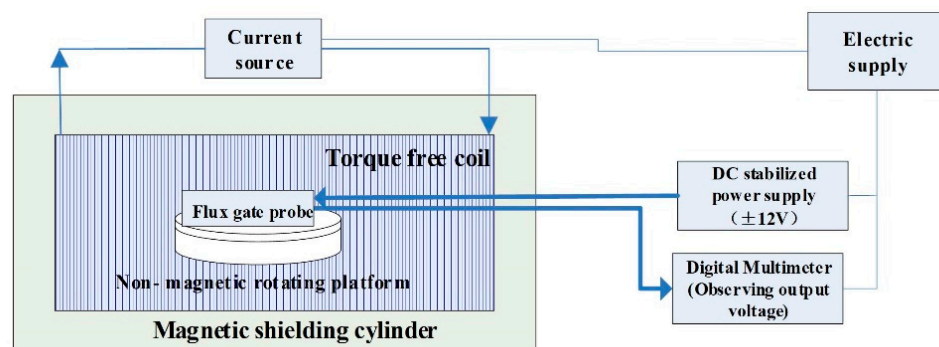 Current
source
Electric
supply
Torque free coil
DC stabilized
power supply
（±12V）
Flux gate probe
Digital Multimeter
(Observing output
voltage)
Non- magnetic rotating platform
Magnetic shielding cylinder